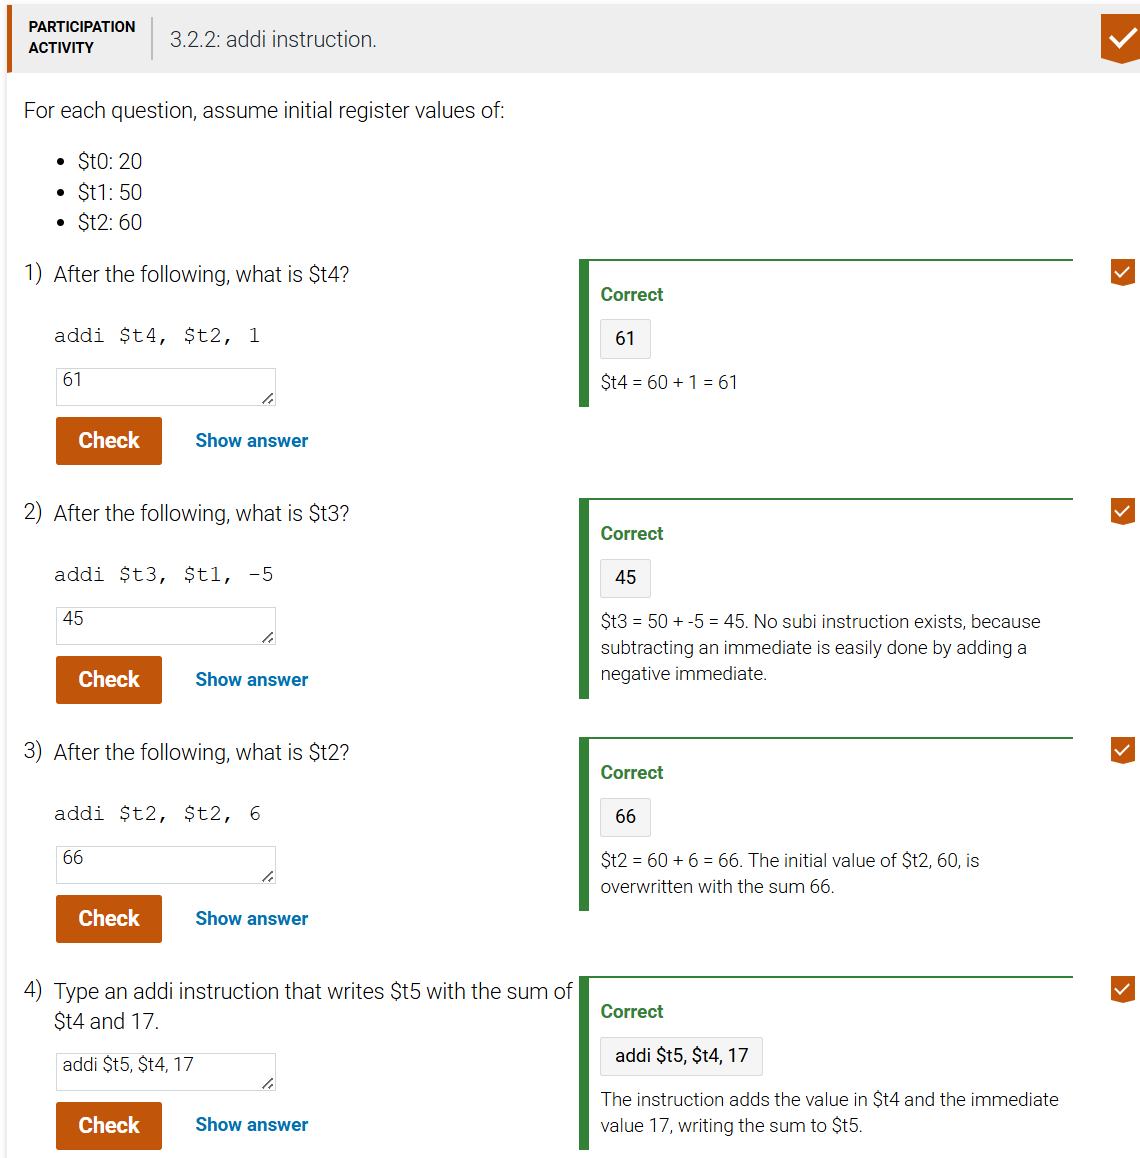 PARTICIPATION
ACTIVITY
3.2.2: addi instruction.
For each question, assume initial register values of:
• $t0: 20
• $t1: 50
• $t2: 60
1) After the following, what is $t4?
addi $t4, $t2, 1
61
Check Show answer
Correct
61
$t4 = 60 + 1 = 61
2) After the following, what is $t3?
addi $t3, $t1, -5
45
Check Show answer
Correct
45
$t3 = 50 + -5 = 45. No subi instruction exists, because
subtracting an immediate is easily done by adding a
negative immediate.
3) After the following, what is $t2?
addi $t2, $t2, 6
66
Check Show answer
Correct
66
$t2 = 60 + 6 = 66. The initial value of $t2, 60, is
overwritten with the sum 66.
4) Type an addi instruction that writes $t5 with the sum of
$t4 and 17.
addi $t5, $t4, 17
Check Show answer
Correct
addi $t5, $t4, 17
The instruction adds the value in $t4 and the immediate
value 17, writing the sum to $t5.